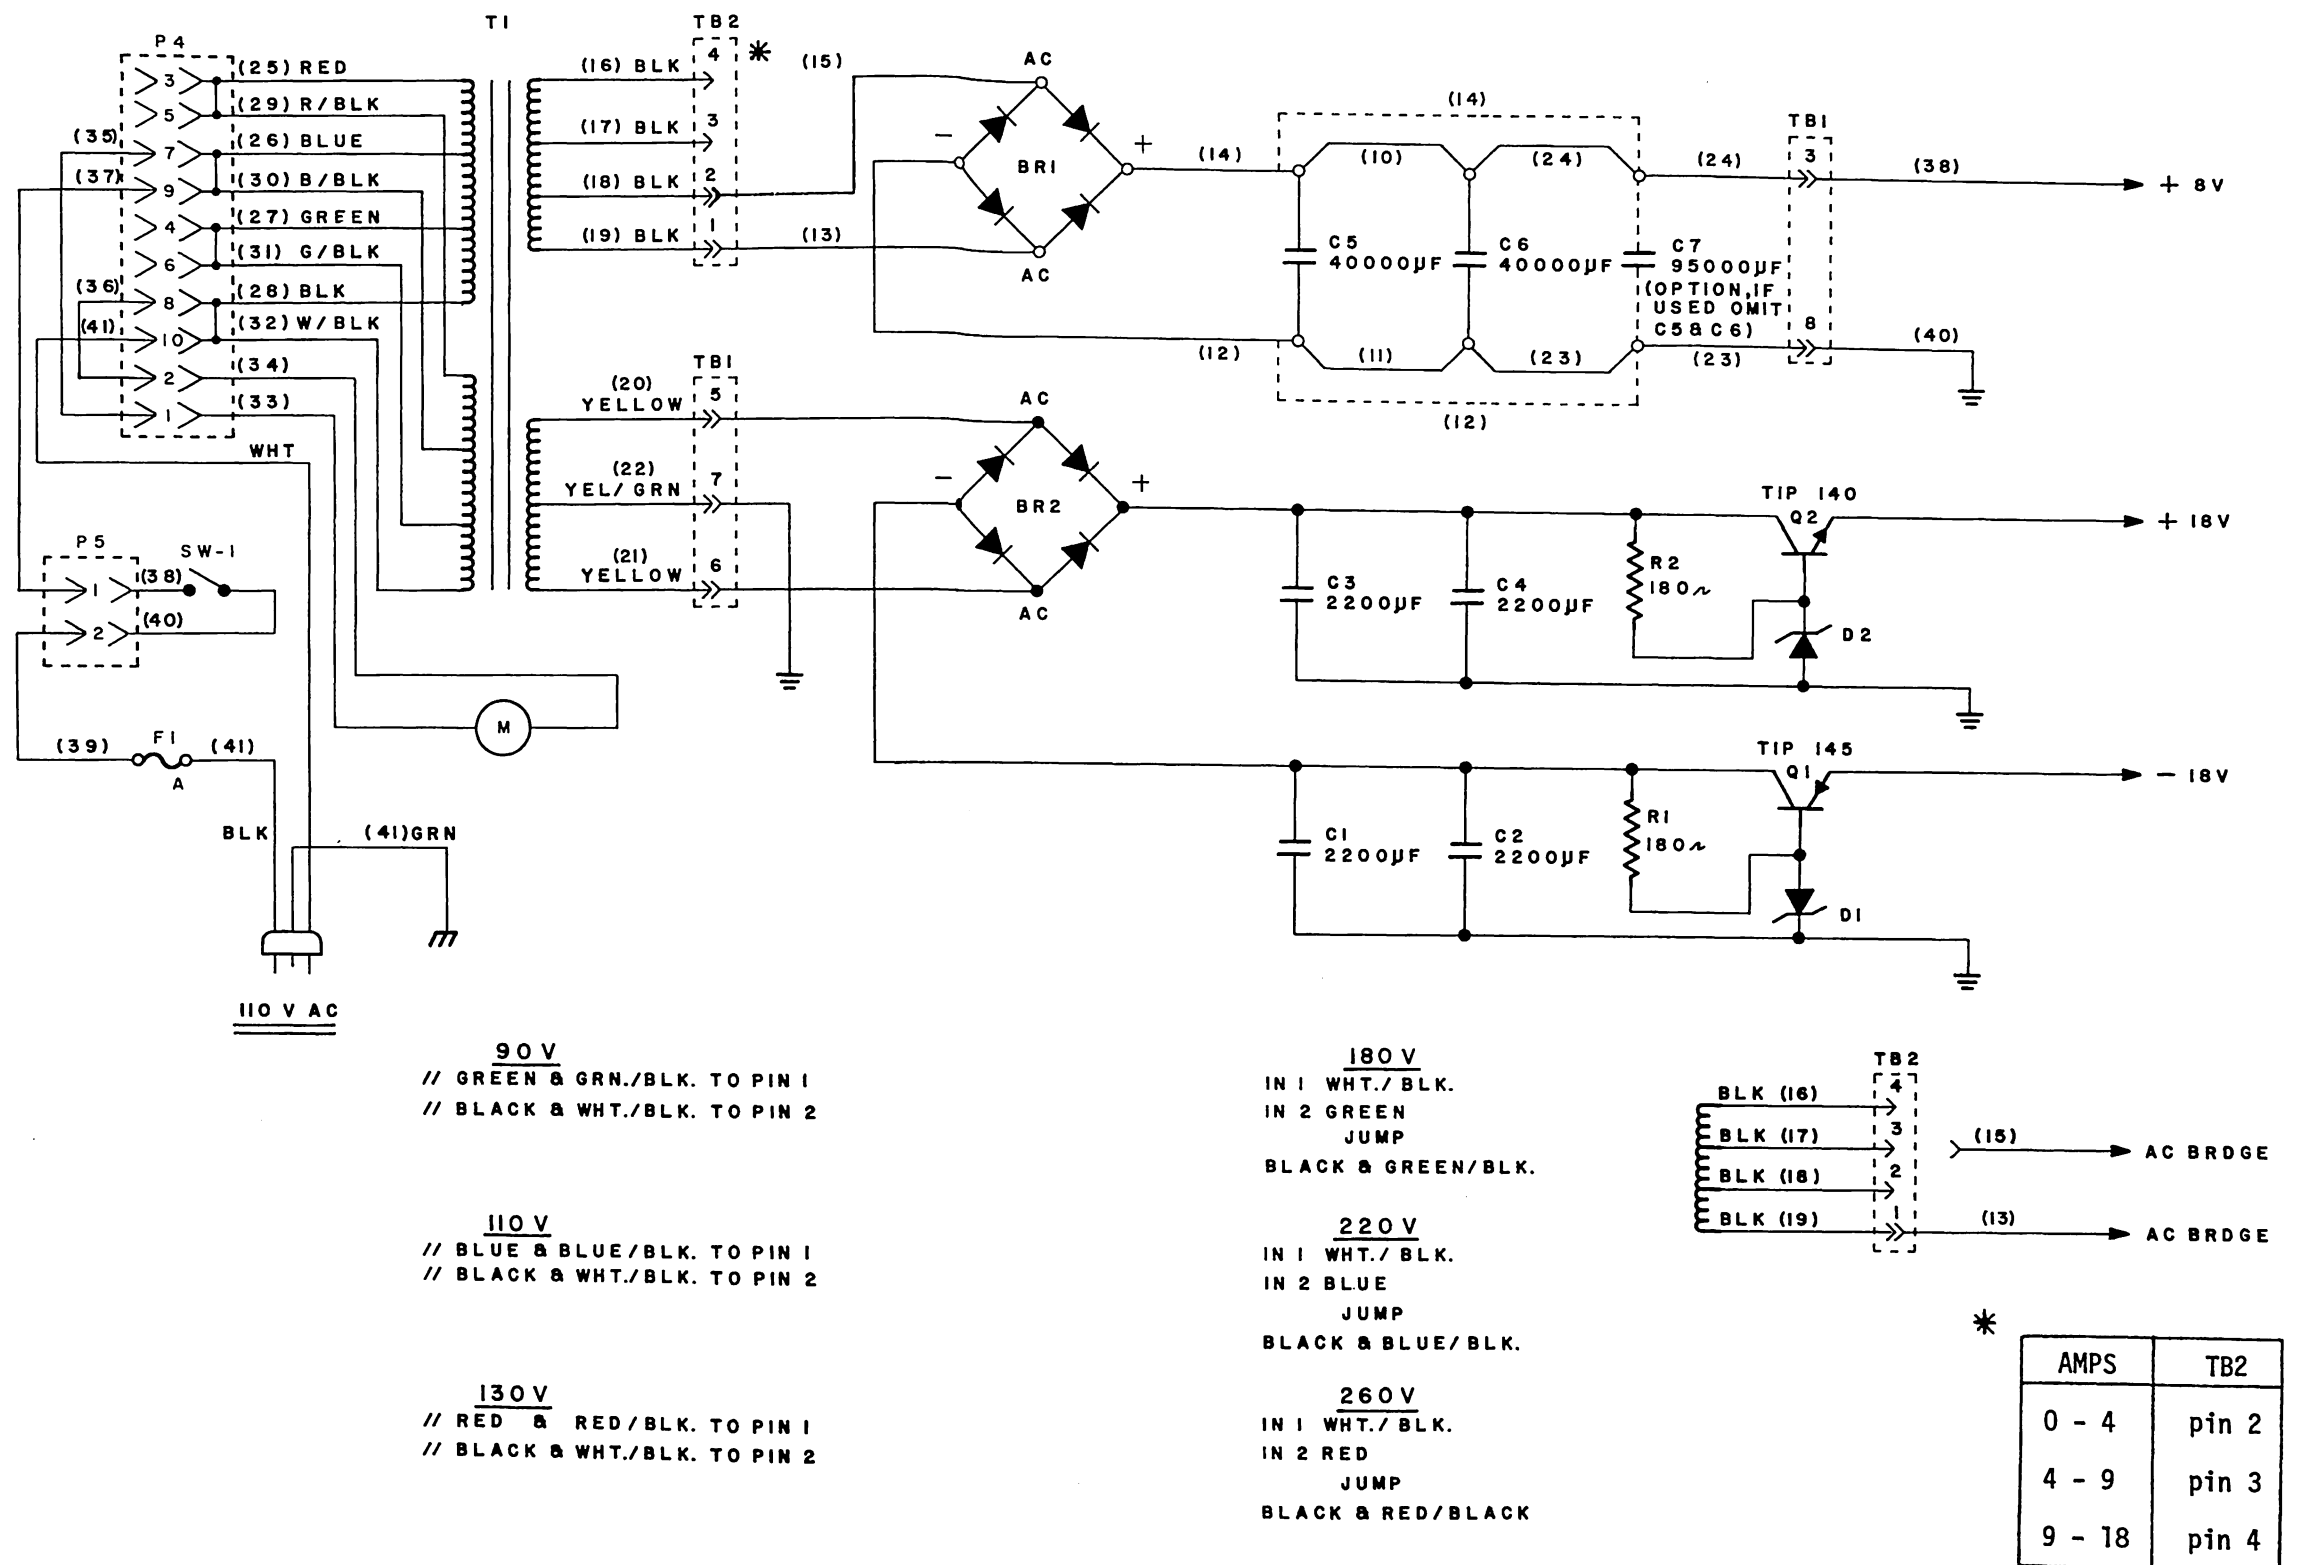 T1
P4
3
5
7
9
4
6
8
10
2
1
(25) RED
(29) R/BLK
(26) BLUE
(30) B/BLK
(27) GREEN
(31) G/BLK
(28) BLK
(32) W/BLK
(34)
(33)
(35)
(37)
(36)
(41)
WHT
P5
1
2
(38)
SW-1
(40)
(39)
F1
(41)
A
BLK
(41) GRN
110 V AC
M
TB2
4
3
2
1
*
(16) BLK
(17) BLK
(18) BLK
(19) BLK
(15)
(13)
AC
BR1
-
+
AC
(14)
(14)
(10)
(24)
(24)
C5
40000µF
C6
40000µF
C7
95000µF
(OPTION, IF
USED OMIT
C5 & C6)
(12)
(11)
(23)
(23)
(12)
TB1
3
8
(38)
+ 8V
(40)
TB1
5
7
6
(20)
YELLOW
(22)
YEL/GRN
(21)
YELLOW
AC
BR2
-
+
AC
C3
2200µF
C4
2200µF
R2
180Ω
TIP 140
Q2
+ 18V
D2
C1
2200µF
C2
2200µF
R1
180Ω
TIP 145
Q1
- 18V
D1
90 V
// GREEN & GRN./BLK. TO PIN 1
// BLACK & WHT./BLK. TO PIN 2
110 V
// BLUE & BLUE/BLK. TO PIN 1
// BLACK & WHT./BLK. TO PIN 2
130 V
// RED & RED/BLK. TO PIN 1
// BLACK & WHT./BLK. TO PIN 2
180 V
IN 1 WHT./ BLK.
IN 2 GREEN
JUMP
BLACK & GREEN/BLK.
220 V
IN 1 WHT./ BLK.
IN 2 BLUE
JUMP
BLACK & BLUE/BLK.
260 V
IN 1 WHT./ BLK.
IN 2 RED
JUMP
BLACK & RED/BLACK
TB2
4
3
2
1
BLK (16)
BLK (17)
BLK (18)
BLK (19)
(15)
AC BRDGE
(13)
AC BRDGE
*
AMPS TB2
0 - 4 pin 2
4 - 9 pin 3
9 - 18 pin 4